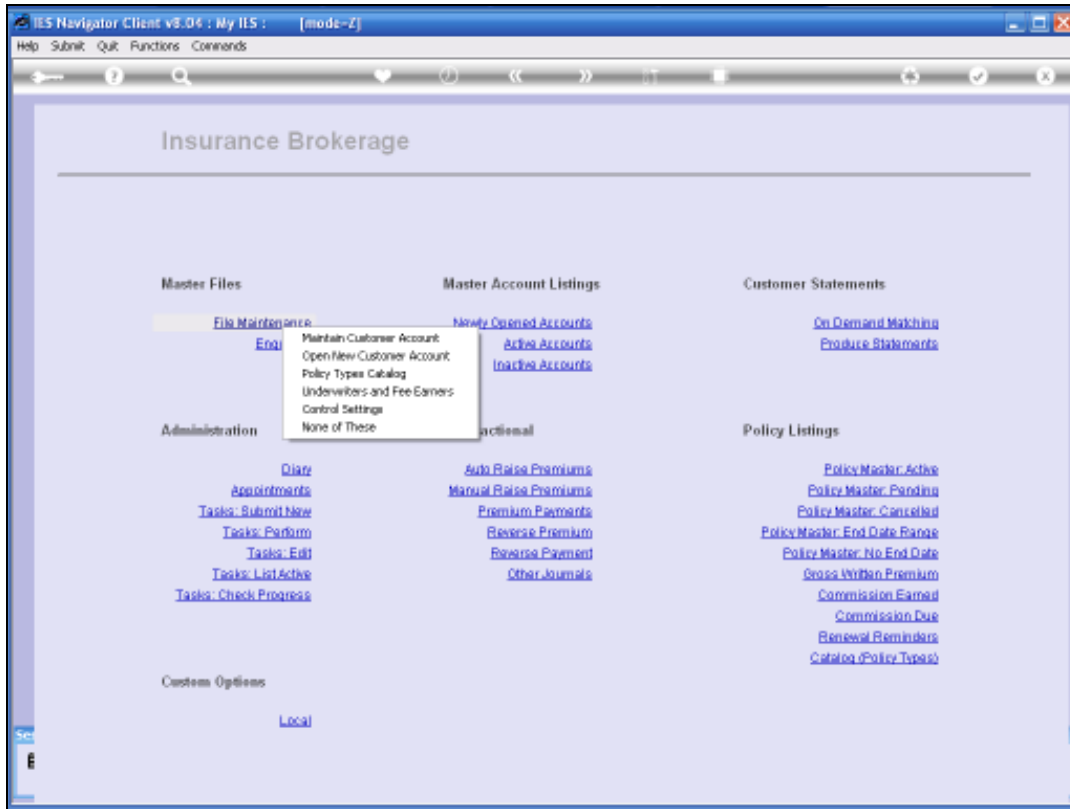 IES Navigator Client v8.04 : My IES : [mode=Z]
Help Submit Quit Functions Commands
Insurance Brokerage
Master Files
File Maintenance
Maintain Customer Account
Open New Customer Account
Policy Types Catalog
Underwriters and Fee Earners
Control Settings
None of These
Master Account Listings
Newly Opened Accounts
Active Accounts
Inactive Accounts
Customer Statements
On Demand Matching
Produce Statements
Administration
Diary
Appointments
Tasks: Submit New
Tasks: Perform
Tasks: Edit
Tasks: List Active
Tasks: Check Progress
Auto Raise Premiums
Manual Raise Premiums
Premium Payments
Reverse Premium
Reverse Payment
Other Journals
Policy Listings
Policy Master: Active
Policy Master: Pending
Policy Master: Cancelled
Policy Master: End Date Range
Policy Master: No End Date
Gross Written Premium
Commission Earned
Commission Due
Renewal Reminders
Catalog (Policy Types)
Custom Options
Local